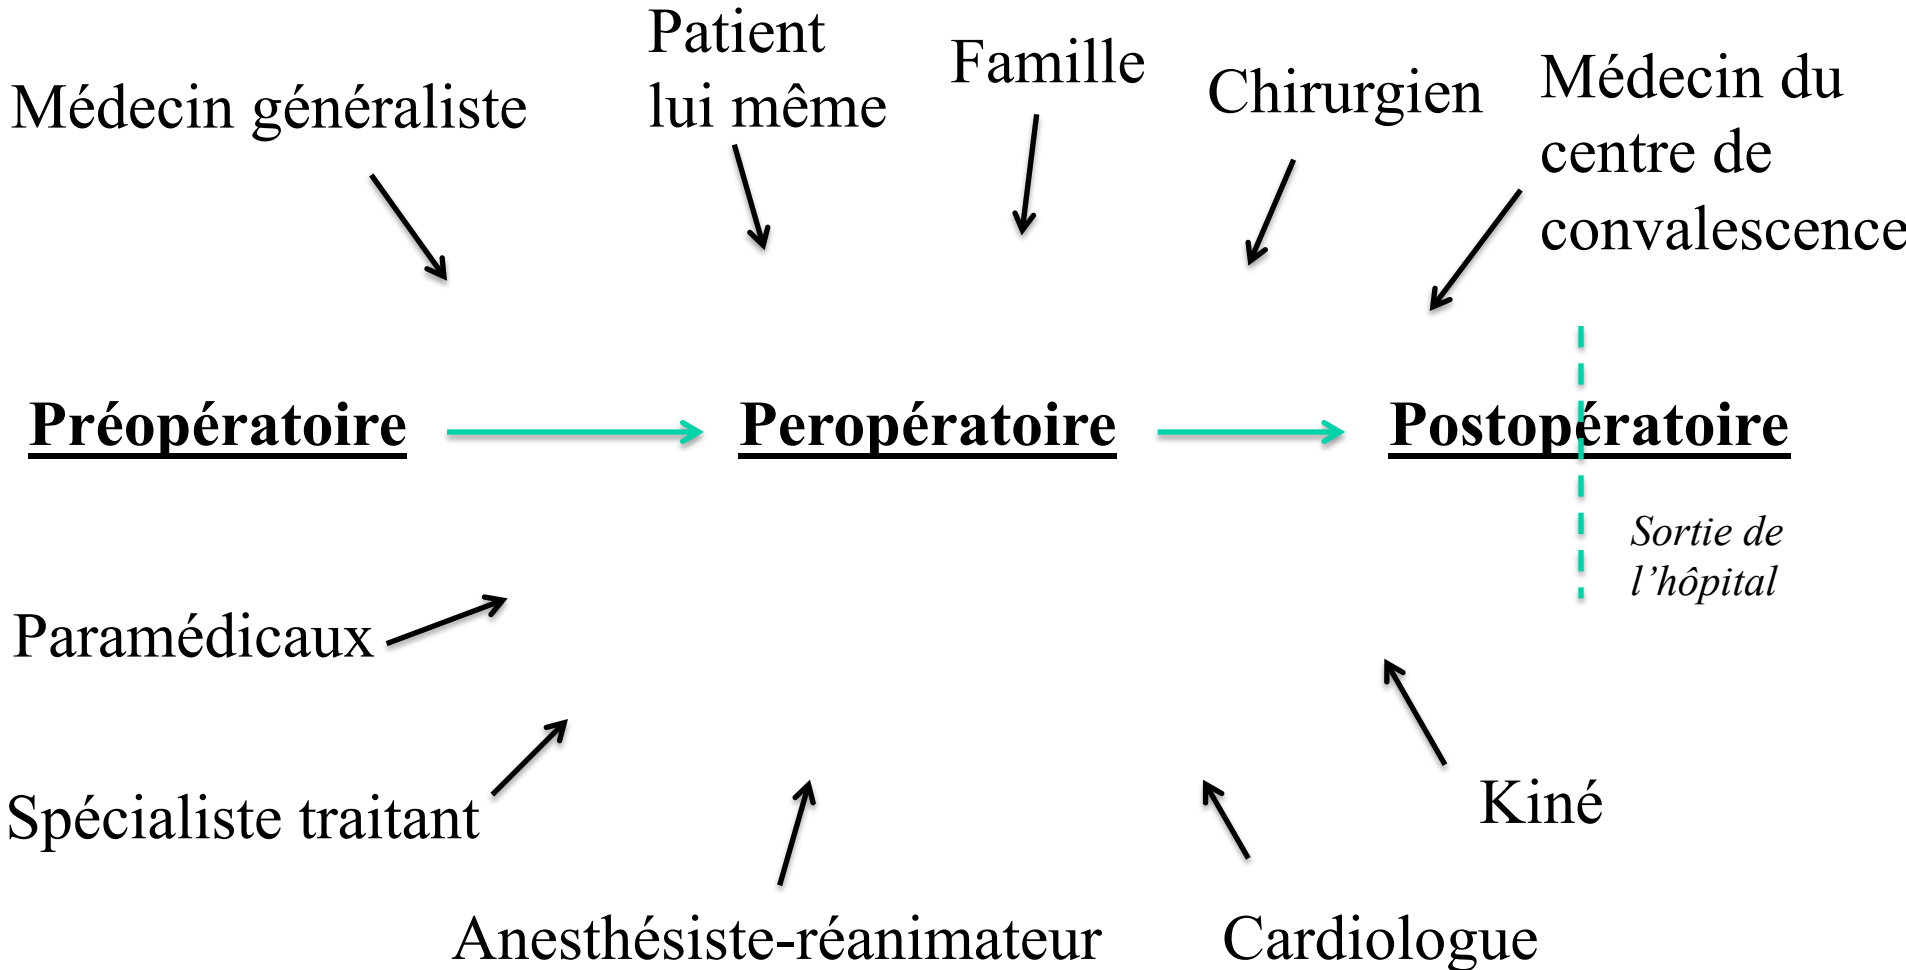 Patient
lui même
Famille
Médecin généraliste
Chirurgien
Médecin du
centre de
convalescence
Préopératoire
Peropératoire
Postopératoire
Sortie de
l’hôpital
Paramédicaux
Spécialiste traitant
Kiné
Anesthésiste-réanimateur
Cardiologue